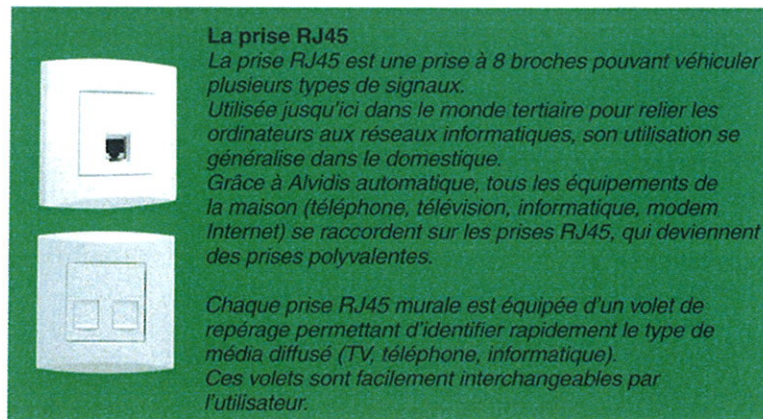 La prise RJ45
La prise RJ45 est une prise à 8 broches pouvant véhiculer
plusieurs types de signaux.
Utilisée jusqu'ici dans le monde tertiaire pour relier les
ordinateurs aux réseaux informatiques, son utilisation se
généralise dans le domestique.
Grâce à Alvidis automatique, tous les équipements de
la maison (téléphone, télévision, informatique, modem
Internet) se raccordent sur les prises RJ45, qui deviennent
des prises polyvalentes.
Chaque prise RJ45 murale est équipée d'un volet de
repérage permettant d'identifier rapidement le type de
média diffusé (TV, téléphone, informatique).
Ces volets sont facilement interchangeables par
l'utilisateur.